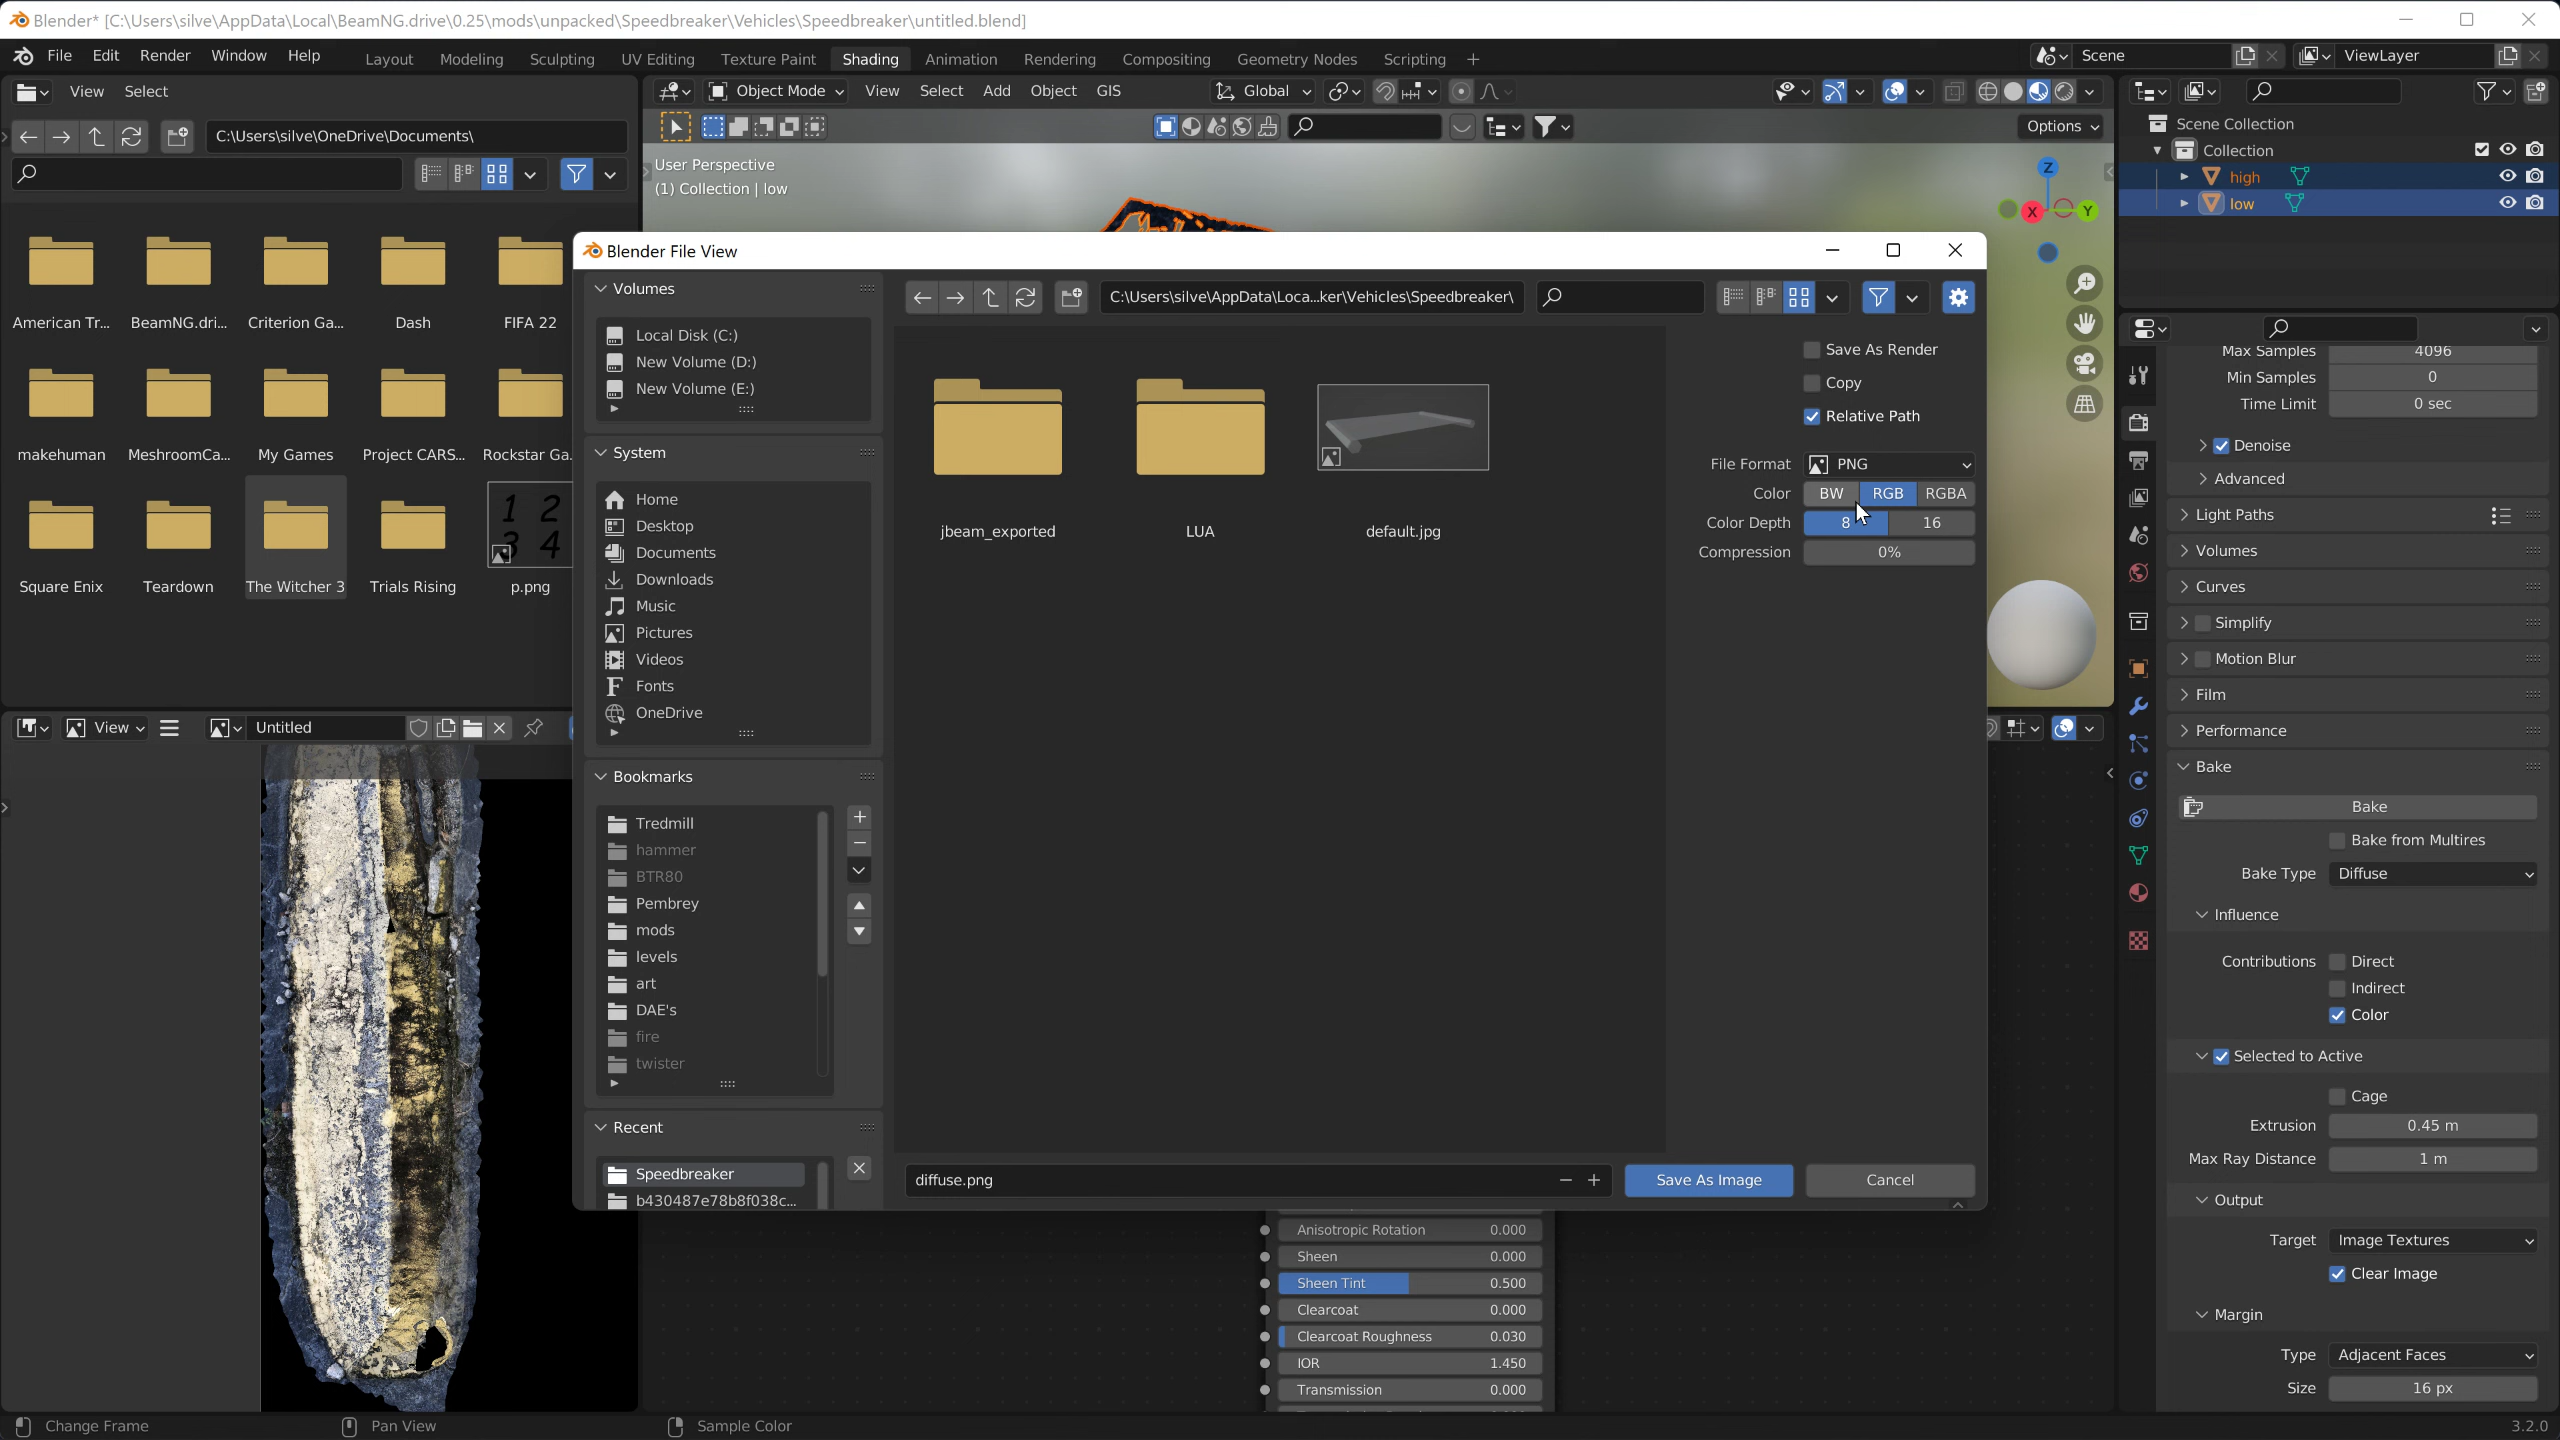 Blender* [C:\Users\silve\AppData\Local\BeamNG.drive\0.25\mods\unpacked\Speedbreaker\Vehicles\Speedbreaker\untitled.blend]
File Edit Render Window Help Layout Modeling Sculpting UV Editing Texture Paint Shading Animation Rendering Compositing Geometry Nodes Scripting + Scene ViewLayer
View Select
Object Mode View Select Add Object GIS Global
C:\Users\silve\OneDrive\Documents\
Options
User Perspective
(1) Collection | low
Z
X
Y
Scene Collection
Collection
high
low
American Tr... BeamNG.dri... Criterion Ga... Dash FIFA 22
makehuman MeshroomCa... My Games Project CARS... Rockstar Ga...
1 2
3 4
Square Enix Teardown The Witcher 3 Trials Rising p.png
View Untitled
Blender File View
Volumes
Local Disk (C:)
New Volume (D:)
New Volume (E:)
System
Home
Desktop
Documents
Downloads
Music
Pictures
Videos
Fonts
OneDrive
Bookmarks
Tredmill
hammer
BTR80
Pembrey
mods
levels
art
DAE's
fire
twister
Recent
Speedbreaker
b430487e78b8f038c...
C:\Users\silve\AppData\Loca...ker\Vehicles\Speedbreaker\
jbeam_exported LUA default.jpg
Save As Render
Copy
Relative Path
File Format PNG
Color BW RGB RGBA
Color Depth 8 16
Compression 0%
diffuse.png Save As Image Cancel
Anisotropic Rotation 0.000
Sheen 0.000
Sheen Tint 0.500
Clearcoat 0.000
Clearcoat Roughness 0.030
IOR 1.450
Transmission 0.000
Max Samples 4096
Min Samples 0
Time Limit 0 sec
Denoise
Advanced
Light Paths
Volumes
Curves
Simplify
Motion Blur
Film
Performance
Bake
Bake
Bake from Multires
Bake Type Diffuse
Influence
Contributions Direct
Indirect
Color
Selected to Active
Cage
Extrusion 0.45 m
Max Ray Distance 1 m
Output
Target Image Textures
Clear Image
Margin
Type Adjacent Faces
Size 16 px
Change Frame Pan View Sample Color 3.2.0